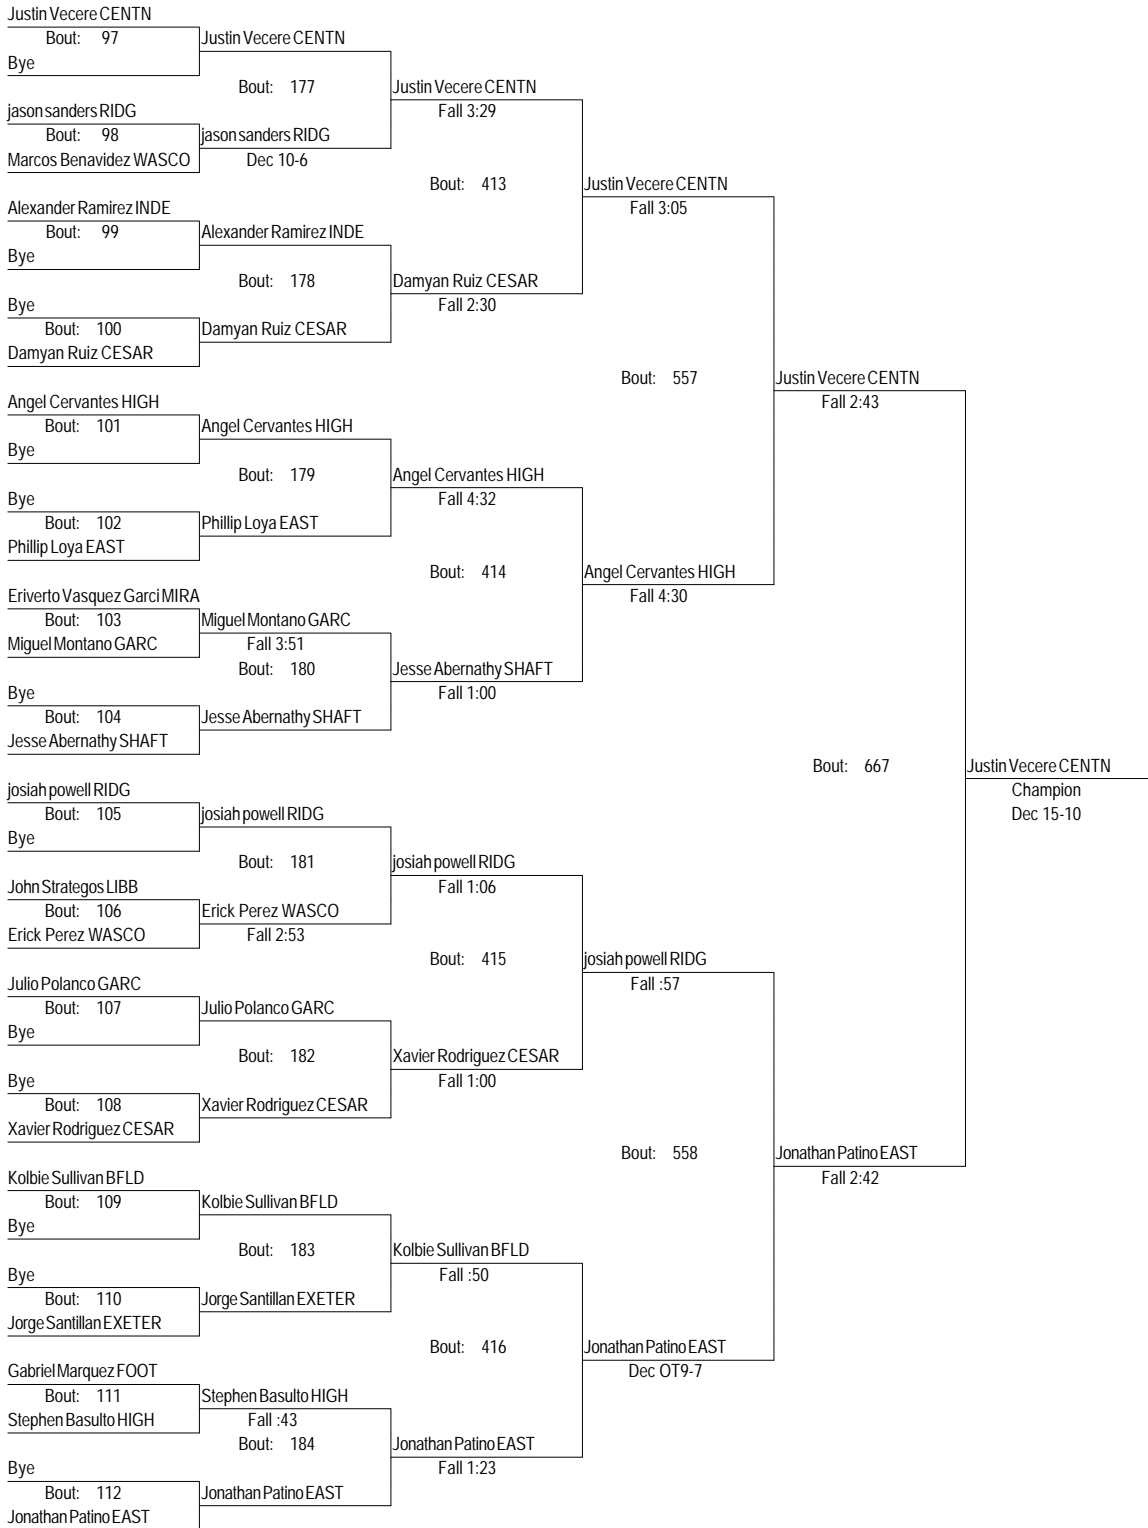 Justin Vecere CENTN
Bout: 97
Justin Vecere CENTN
Bye
Bout: 177
Justin Vecere CENTN
jason sanders RIDG
Fall 3:29
Bout: 98
jason sanders RIDG
Marcos Benavidez WASCO
Dec 10-6
Bout: 413
Justin Vecere CENTN
Alexander Ramirez INDE
Fall 3:05
Bout: 99
Alexander Ramirez INDE
Bye
Bout: 178
Damyan Ruiz CESAR
Bye
Fall 2:30
Bout: 100
Damyan Ruiz CESAR
Damyan Ruiz CESAR
Bout: 557
Justin Vecere CENTN
Angel Cervantes HIGH
Fall 2:43
Bout: 101
Angel Cervantes HIGH
Bye
Bout: 179
Angel Cervantes HIGH
Bye
Fall 4:32
Bout: 102
Phillip Loya EAST
Phillip Loya EAST
Bout: 414
Angel Cervantes HIGH
Eriverto Vasquez Garci MIRA
Fall 4:30
Bout: 103
Miguel Montano GARC
Miguel Montano GARC
Fall 3:51
Bout: 180
Jesse Abernathy SHAFT
Bye
Fall 1:00
Bout: 104
Jesse Abernathy SHAFT
Jesse Abernathy SHAFT
Bout: 667
Justin Vecere CENTN
josiah powell RIDG
Champion
Bout: 105
josiah powell RIDG
Dec 15-10
Bye
Bout: 181
josiah powell RIDG
John Strategos LIBB
Fall 1:06
Bout: 106
Erick Perez WASCO
Erick Perez WASCO
Fall 2:53
Bout: 415
josiah powell RIDG
Julio Polanco GARC
Fall :57
Bout: 107
Julio Polanco GARC
Bye
Bout: 182
Xavier Rodriguez CESAR
Bye
Fall 1:00
Bout: 108
Xavier Rodriguez CESAR
Xavier Rodriguez CESAR
Bout: 558
Jonathan Patino EAST
Kolbie Sullivan BFLD
Fall 2:42
Bout: 109
Kolbie Sullivan BFLD
Bye
Bout: 183
Kolbie Sullivan BFLD
Bye
Fall :50
Bout: 110
Jorge Santillan EXETER
Jorge Santillan EXETER
Bout: 416
Jonathan Patino EAST
Gabriel Marquez FOOT
Dec OT9-7
Bout: 111
Stephen Basulto HIGH
Stephen Basulto HIGH
Fall :43
Bout: 184
Jonathan Patino EAST
Bye
Fall 1:23
Bout: 112
Jonathan Patino EAST
Jonathan Patino EAST